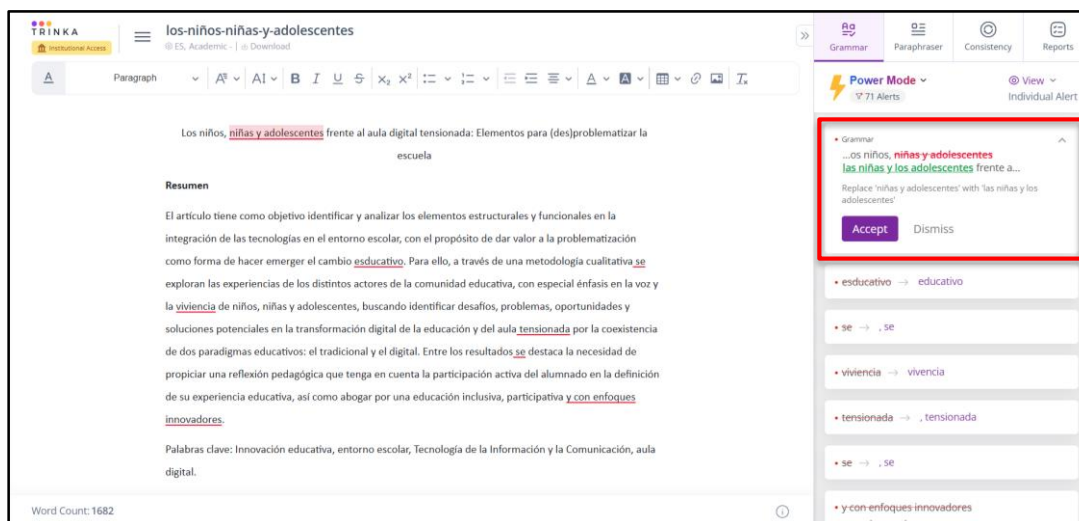 TRINKA
Institutional Access
los-niños-niñas-y-adolescentes
ES, Academic - | Download
Paragraph
Los niños, niñas y adolescentes frente al aula digital tensionada: Elementos para (des)problematizar la
escuela
Resumen
El artículo tiene como objetivo identificar y analizar los elementos estructurales y funcionales en la
integración de las tecnologías en el entorno escolar, con el propósito de dar valor a la problematización
como forma de hacer emerger el cambio esducativo. Para ello, a través de una metodología cualitativa se
exploran las experiencias de los distintos actores de la comunidad educativa, con especial énfasis en la voz y
la viviencia de niños, niñas y adolescentes, buscando identificar desafíos, problemas, oportunidades y
soluciones potenciales en la transformación digital de la educación y del aula tensionada por la coexistencia
de dos paradigmas educativos: el tradicional y el digital. Entre los resultados se destaca la necesidad de
propiciar una reflexión pedagógica que tenga en cuenta la participación activa del alumnado en la definición
de su experiencia educativa, así como abogar por una educación inclusiva, participativa y con enfoques
innovadores.
Palabras clave: Innovación educativa, entorno escolar, Tecnología de la Información y la Comunicación, aula
digital.
Word Count: 1682
Grammar
Paraphraser
Consistency
Reports
Power Mode
71 Alerts
View
Individual Alert
Grammar
...os niños, niñas y adolescentes
las niñas y los adolescentes frente a...
Replace 'niñas y adolescentes' with 'las niñas y los
adolescentes'
Accept Dismiss
esducativo → educativo
se → , se
viviencia → vivencia
tensionada → , tensionada
se → , se
y con enfoques innovadores